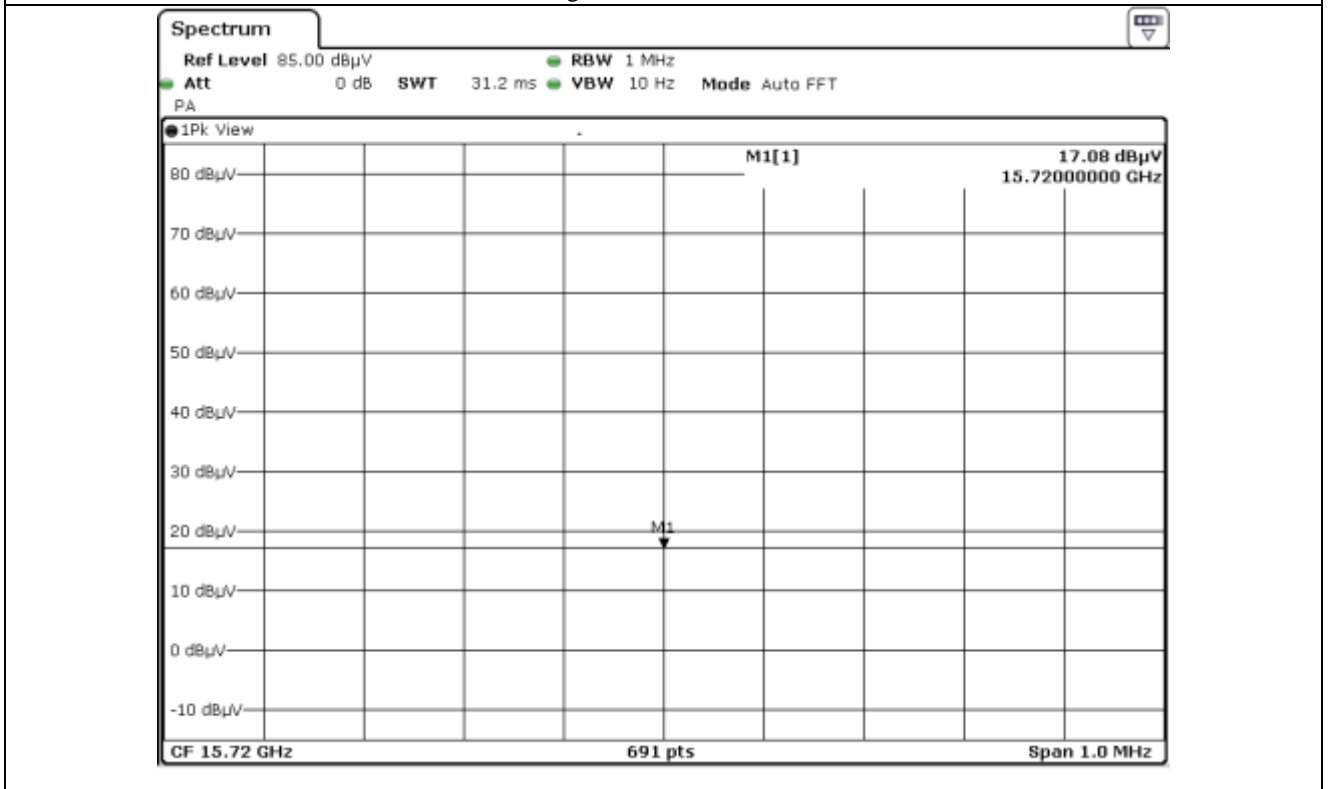 Spectrum
Ref Level 85.00 dBµV RBW 1 MHz
Att 0 dB SWT 31.2 ms VBW 10 Hz Mode Auto FFT
PA
1Pk View
M1[1] 17.08 dBµV
15.72000000 GHz
80 dBµV
70 dBµV
60 dBµV
50 dBµV
40 dBµV
30 dBµV
20 dBµV
M1
10 dBµV
0 dBµV
-10 dBµV
CF 15.72 GHz 691 pts Span 1.0 MHz